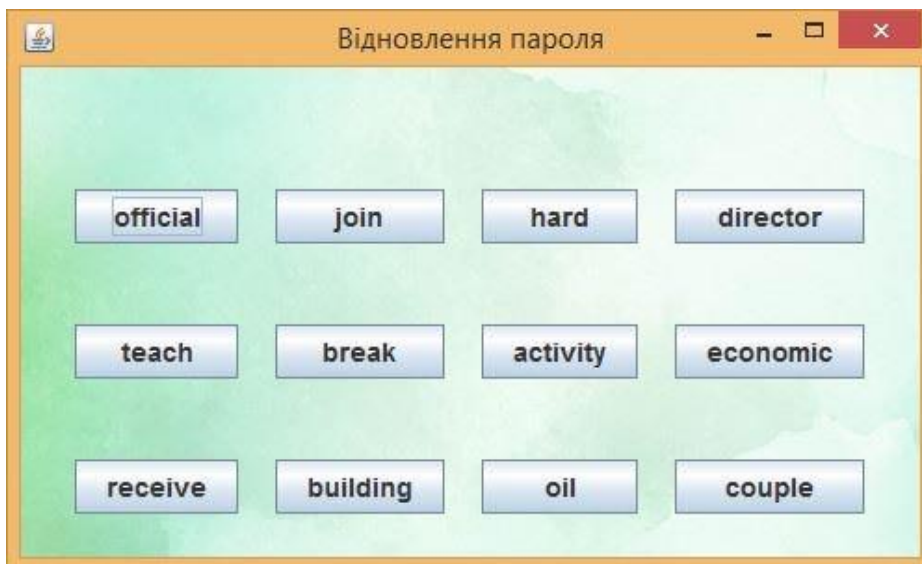 Відновлення пароля
official join hard director
teach break activity economic
receive building oil couple